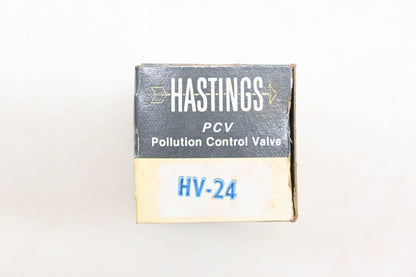 HASTINGS
PCV
Pollution Control Valve
HV-24